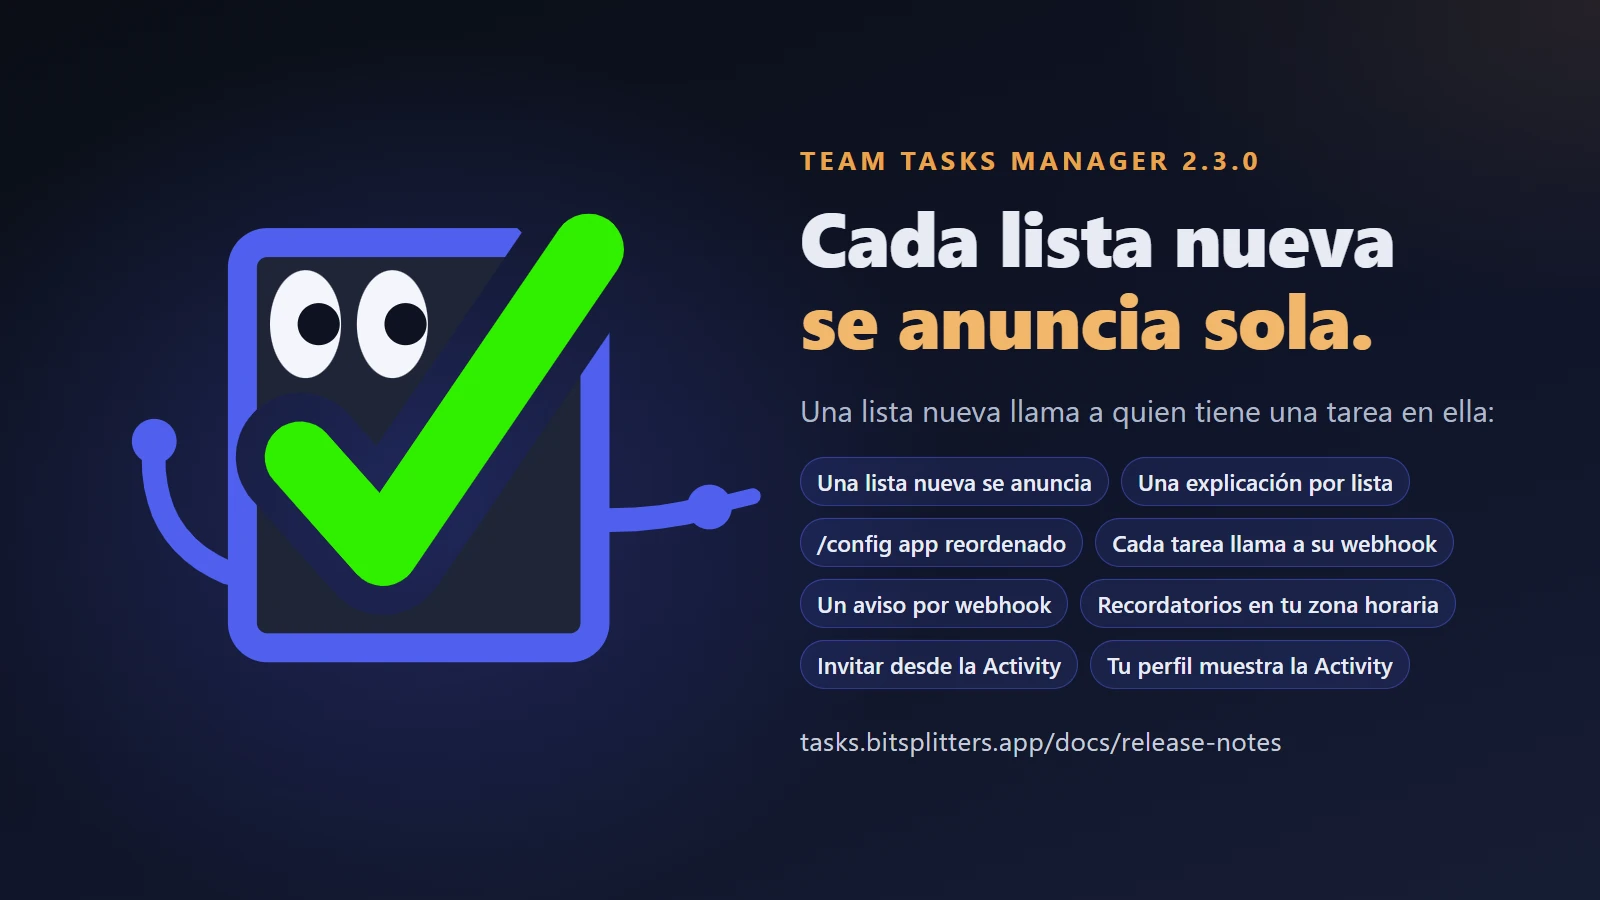 TEAM TASKS MANAGER 2.3.0
Cada lista nueva
se anuncia sola.
Una lista nueva llama a quien tiene una tarea en ella:
Una lista nueva se anuncia
Una explicación por lista
/config app reordenado
Cada tarea llama a su webhook
Un aviso por webhook
Recordatorios en tu zona horaria
Invitar desde la Activity
Tu perfil muestra la Activity
tasks.bitsplitters.app/docs/release-notes